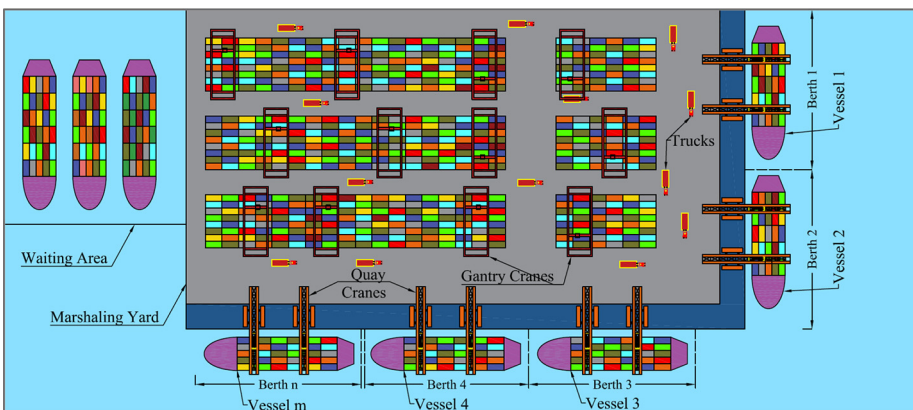 Berth 1
Vessel 1
Trucks
Berth 2
Vessel 2
Waiting Area
Quay
Cranes
Gantry Cranes
Marshaling Yard
Berth n
Berth 4
Berth 3
Vessel m
Vessel 4
Vessel 3